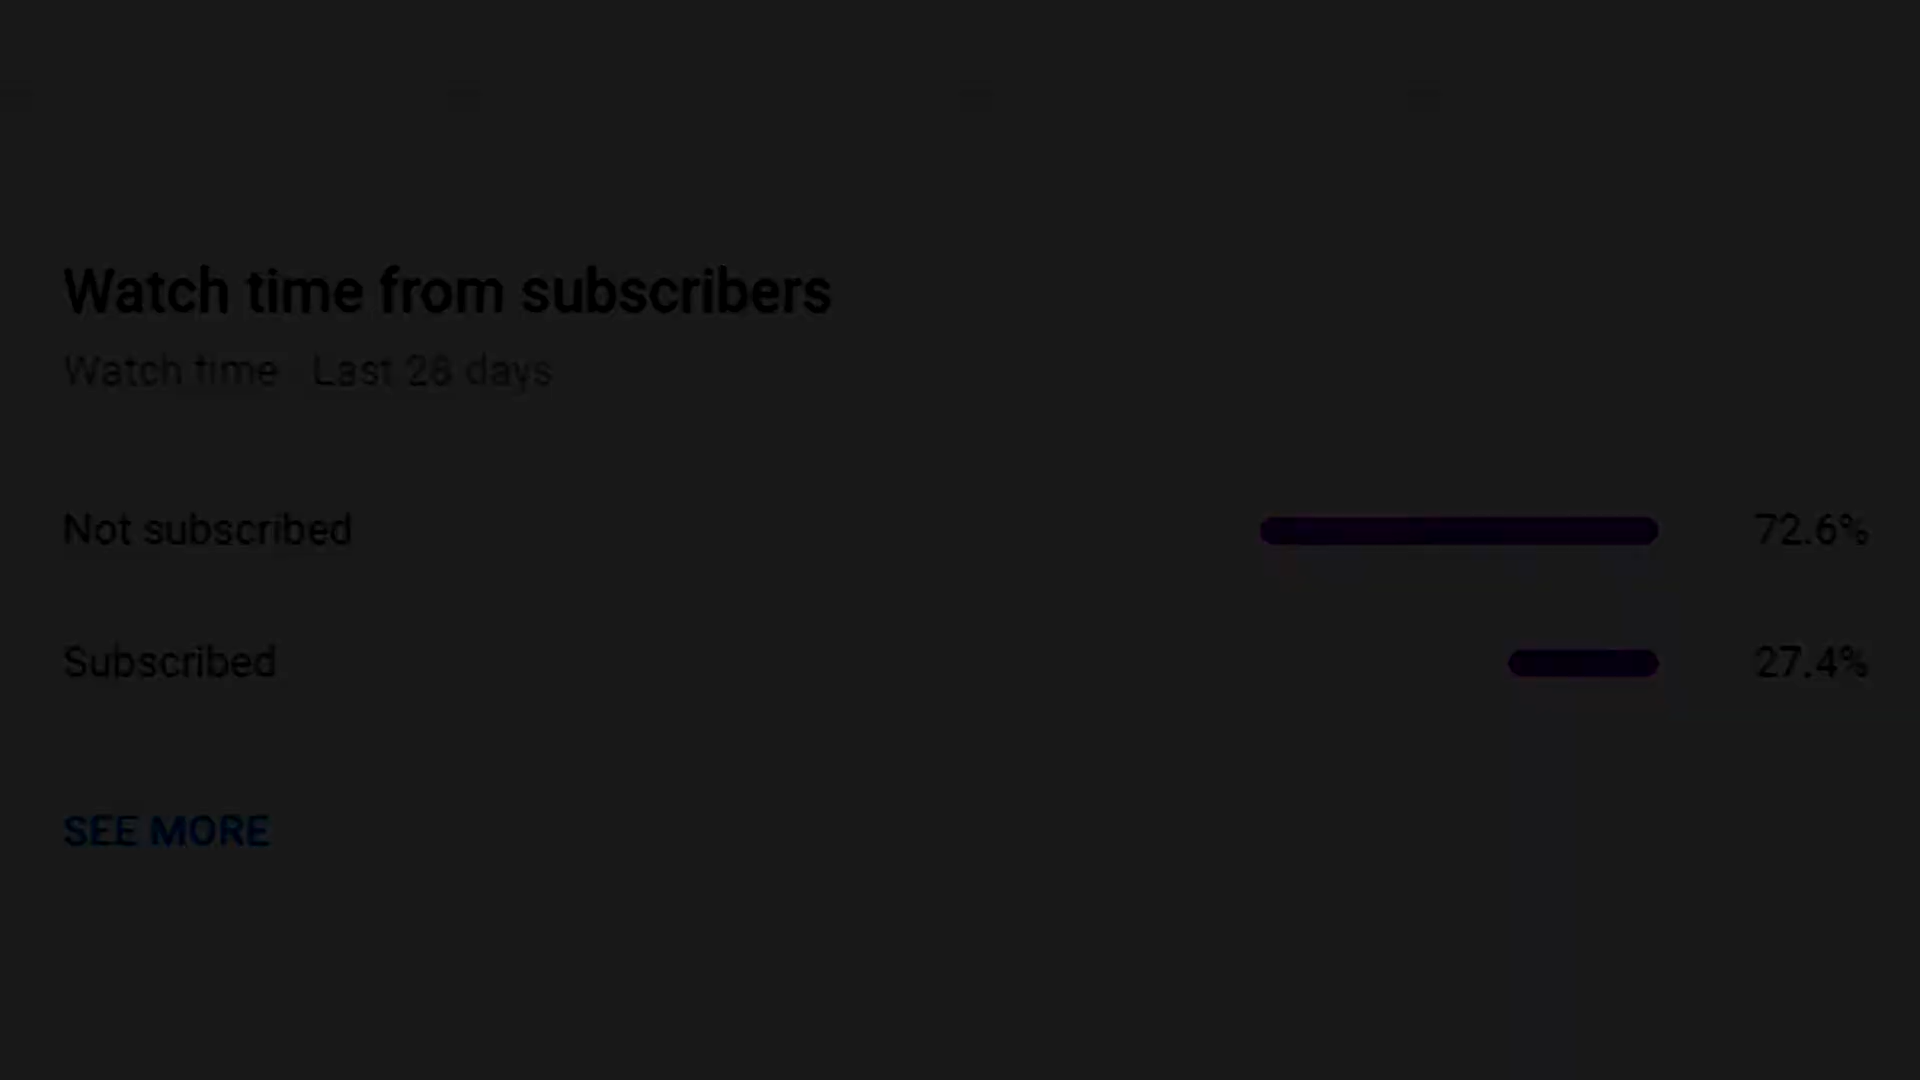 Watch time from subscribers
Watch time · Last 28 days
Not subscribed 72.6%
Subscribed 27.4%
SEE MORE